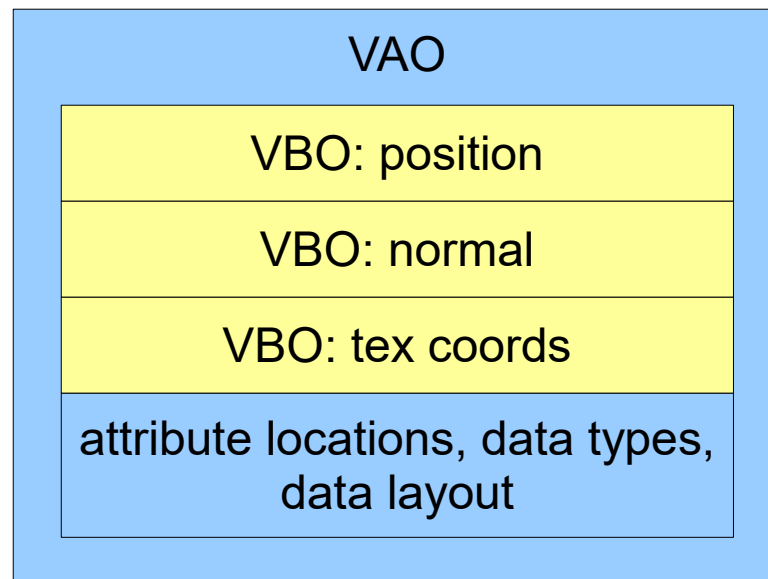 VAO
VBO: position
VBO: normal
VBO: tex coords
attribute locations, data types,
data layout